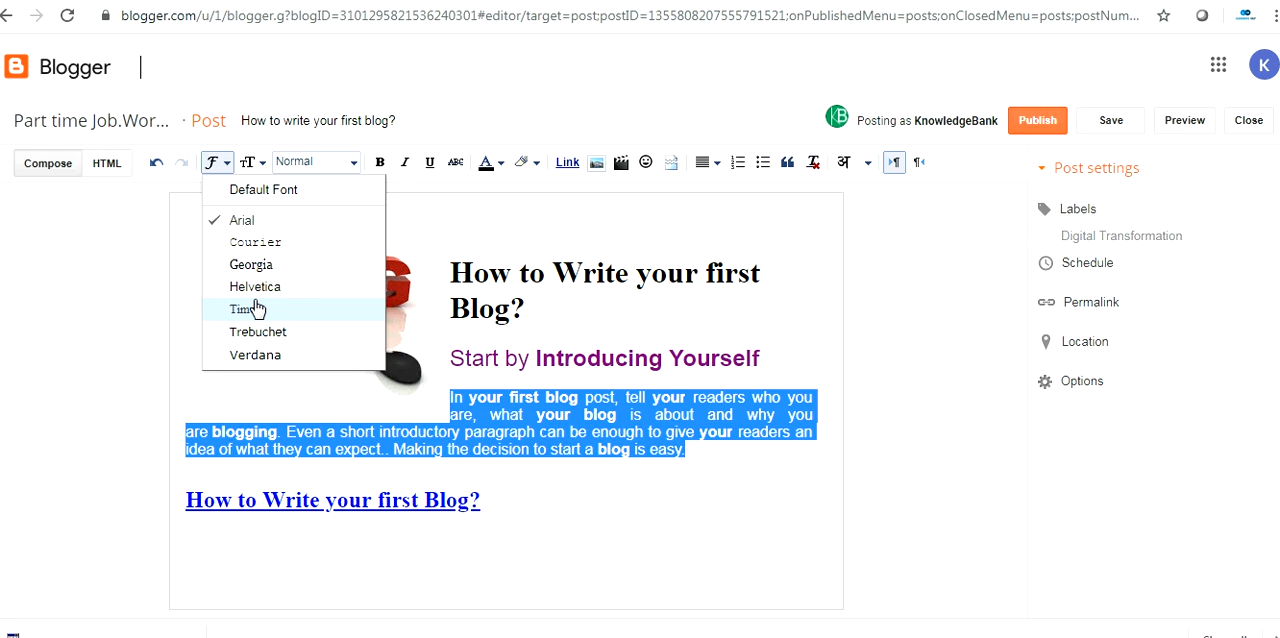 blogger.com/u/1/blogger.g?blogID=3101295821536240301#editor/target=post;postID=1355808207555791521;onPublishedMenu=posts;onClosedMenu=posts;postNum...
Blogger
K
Part time Job.Wor... · Post How to write your first blog? KB Posting as KnowledgeBank Publish Save Preview Close
Compose HTML Normal B I U ABC A Link अ
Default Font
Arial
Courier
Georgia
Helvetica
Trebuchet
Verdana
How to Write your first
Blog?
Start by Introducing Yourself
In your first blog post, tell your readers who you
are, what your blog is about and why you
are blogging. Even a short introductory paragraph can be enough to give your readers an
idea of what they can expect.. Making the decision to start a blog is easy.
How to Write your first Blog?
Post settings
Labels
Digital Transformation
Schedule
Permalink
Location
Options